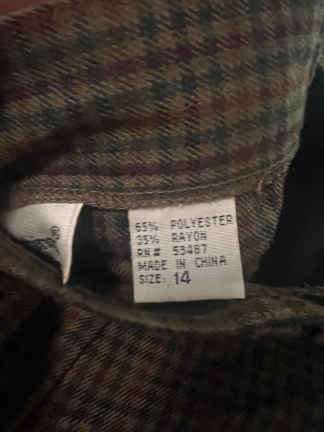 65% POLYESTER
35% RAYON
RN# 53487
MADE IN CHINA
SIZE: 14